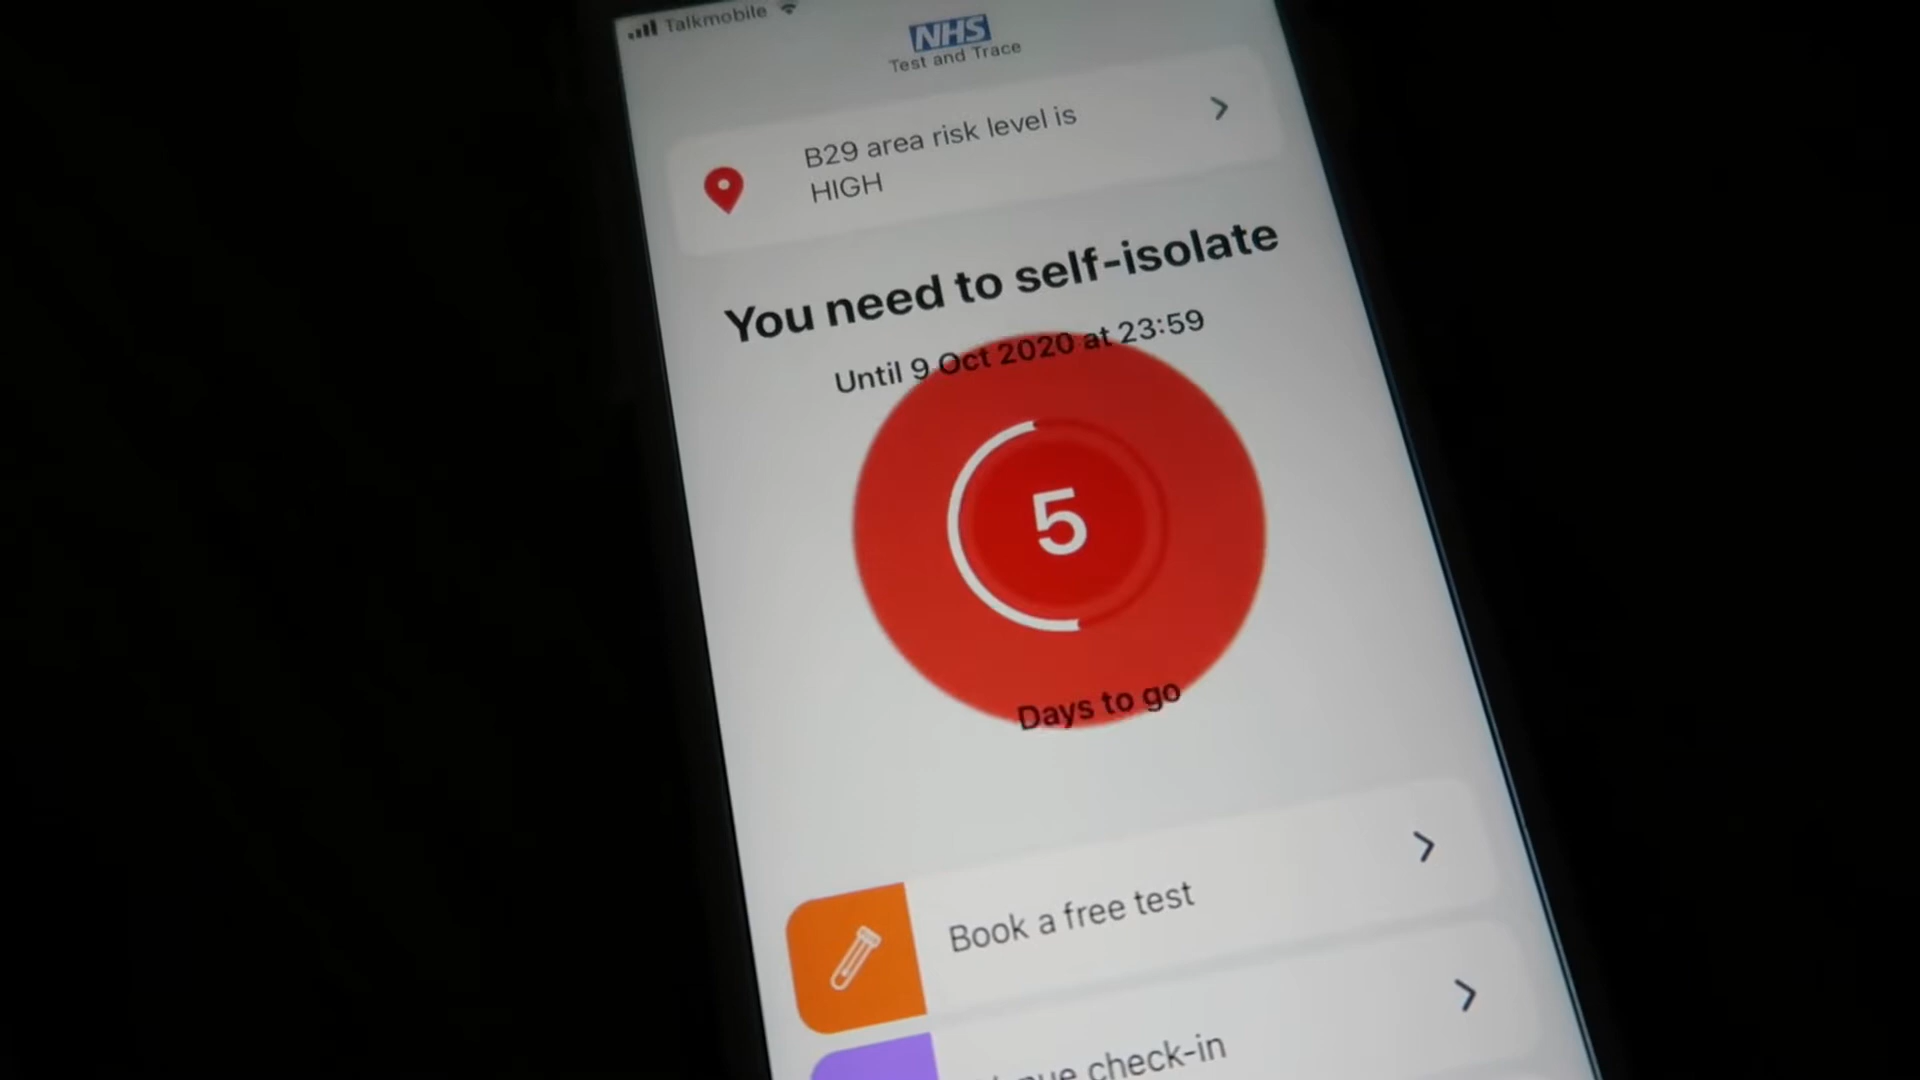 Talkmobile
NHS
Test and Trace
B29 area risk level is
HIGH
You need to self-isolate
Until 9 Oct 2020 at 23:59
5
Days to go
Book a free test
check-in